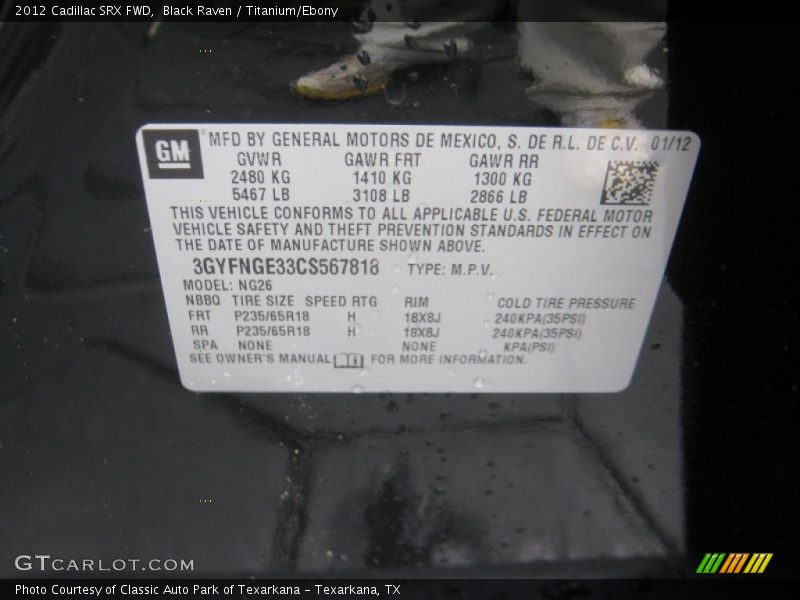 2012 Cadillac SRX FWD, Black Raven / Titanium/Ebony
GM
MFD BY GENERAL MOTORS DE MEXICO, S. DE R.L. DE C.V. 01/12
GVWR GAWR FRT GAWR RR
2480 KG 1410 KG 1300 KG
5467 LB 3108 LB 2866 LB
THIS VEHICLE CONFORMS TO ALL APPLICABLE U.S. FEDERAL MOTOR
VEHICLE SAFETY AND THEFT PREVENTION STANDARDS IN EFFECT ON
THE DATE OF MANUFACTURE SHOWN ABOVE.
3GYFNGE33CS567818 TYPE: M.P.V.
MODEL: NG26
NBBQ TIRE SIZE SPEED RTG RIM COLD TIRE PRESSURE
FRT P235/65R18 H 18X8J 240KPA(35PSI)
RR P235/65R18 H 18X8J 240KPA(35PSI)
SPA NONE NONE KPA(PSI)
SEE OWNER'S MANUAL FOR MORE INFORMATION.
GTCARLOT.COM
Photo Courtesy of Classic Auto Park of Texarkana - Texarkana, TX